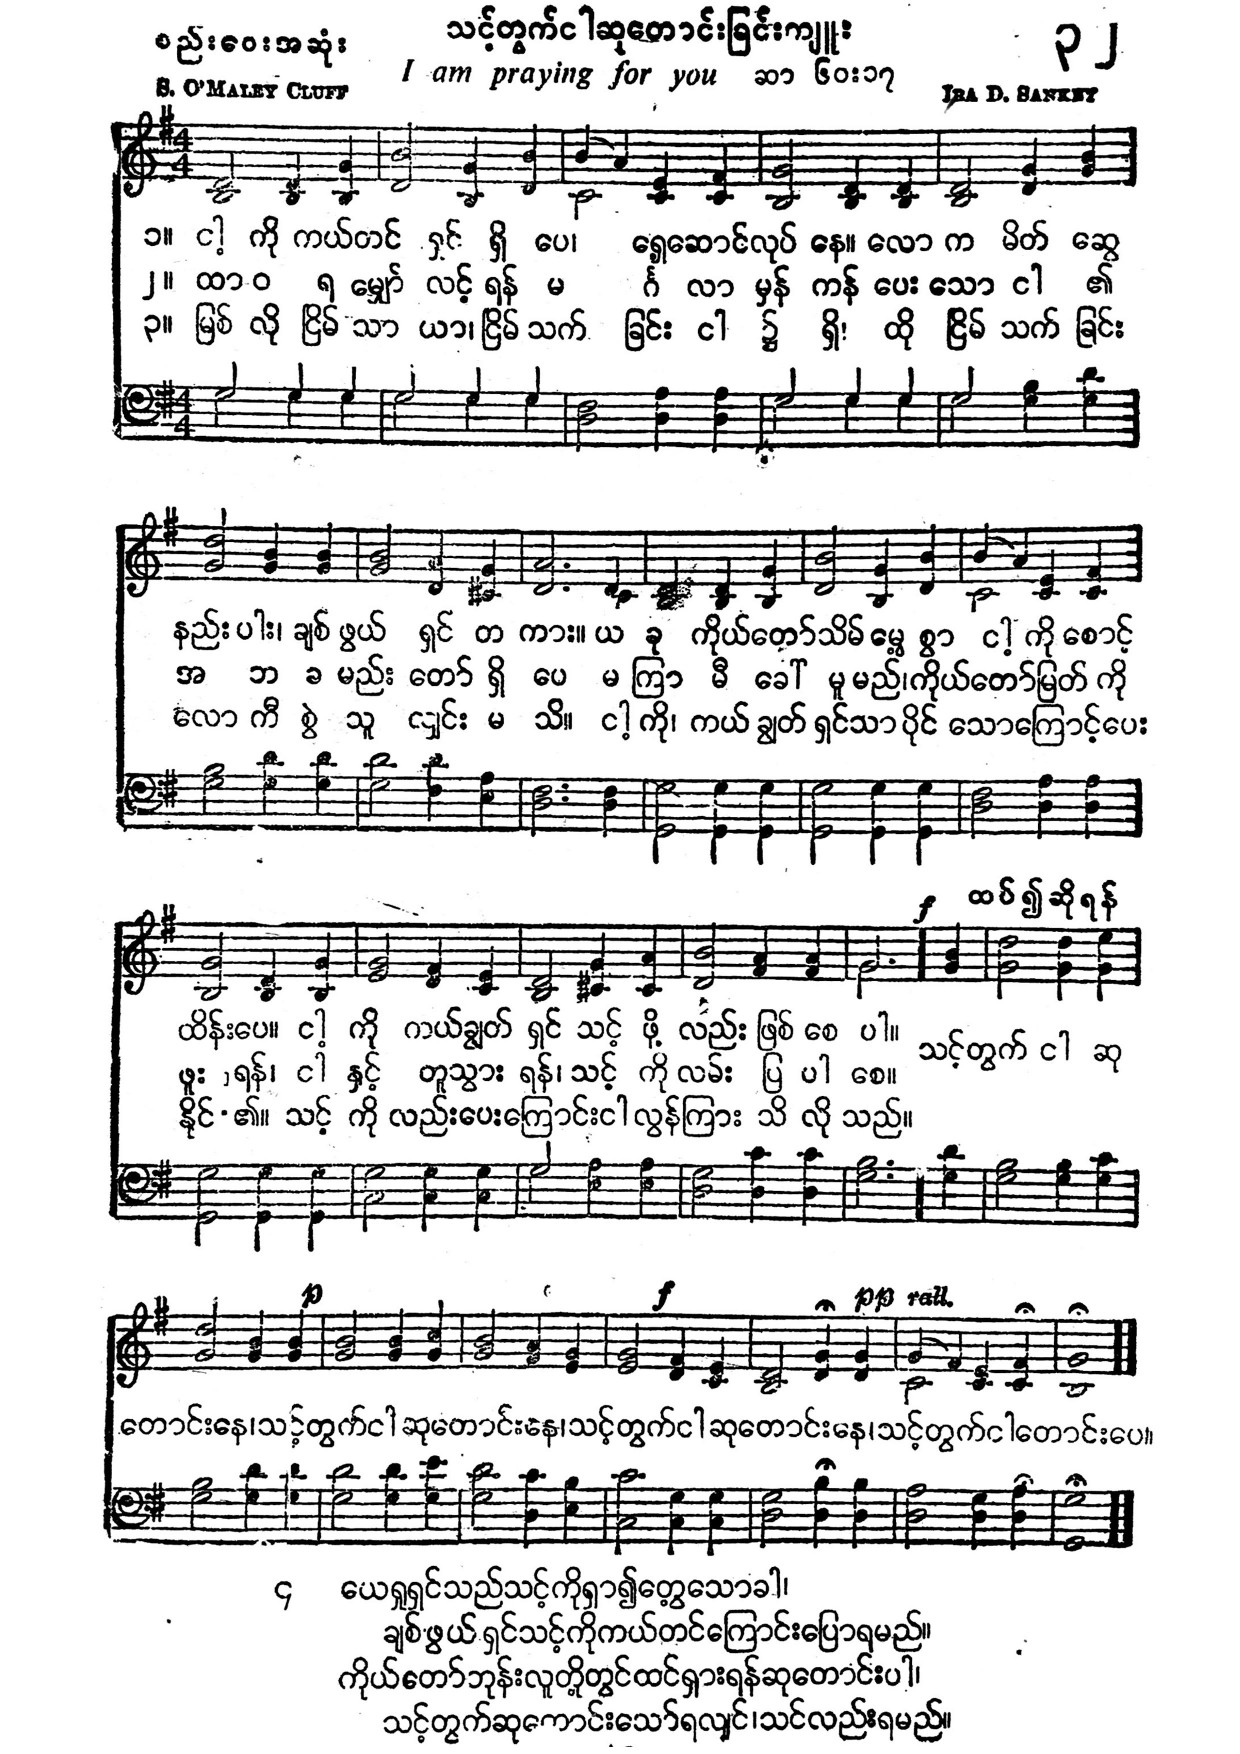 သင့်တွက်ငါဆုတောင်းခြင်းကျူး
၃၂
စည်းဝေးအဆုံး
I am praying for you ဆာ ၆၀း၁၇
S. O'MALEY CLUFF
IRA D. SANKEY
၁။ ငါ့ ကို ကယ်တင် ရှင် ရှိ ပေ၊ ရှေ့ဆောင်လုပ် နေ။ လော က မိတ် ဆွေ
၂။ ထာ ဝ ရ မျှော် လင့် ရန် မ င်္ဂ လာ မှန် ကန် ပေး သော ငါ ၏
၃။ မြစ် လို ငြိမ် သာ ယာ၊ ငြိမ် သက် ခြင်း ငါ ၌ ရှိ၊ ထို ငြိမ် သက် ခြင်း
နည်း ပါး၊ ချစ် ဖွယ် ရှင် တ ကား။ ယ ခု ကိုယ်တော်သိမ် မွေ့ စွာ ငါ့ ကို စောင့်
အ ဘ ခ မည်း တော် ရှိ ပေ မ ကြာ မီ ခေါ် မူ မည်၊ကိုယ်တော်မြတ် ကို
လော ကီ စွဲ သူ လျှင်း မ သိ။ ငါ့ ကို၊ ကယ် ချွတ် ရှင်သာ ပိုင် သောကြောင့်ပေး
f ထပ်၍ ဆိုရန်
ထိန်းပေ။ ငါ့ ကို ကယ်ချွတ် ရှင် သင့် ဖို့ လည်း ဖြစ် စေ ပါ။ သင့်တွက် ငါ ဆု
ဖူး ရန်၊ ငါ နှင့် တူသွား ရန်၊ သင့် ကို လမ်း ပြ ပါ စေ။
နိုင် ၏။ သင့် ကို လည်းပေးကြောင်းငါ လွန်ကြား သိ လို သည်။
p f pp rall.
တောင်းနေ၊သင့်တွက်ငါ ဆုတောင်းနေ၊သင့်တွက်ငါ ဆုတောင်းနေ၊သင့်တွက်ငါတောင်းပေ။
၄ ယေရှုရှင်သည်သင့်ကိုရှာ၍တွေ့သောခါ၊
ချစ်ဖွယ်ရှင်သင့်ကိုကယ်တင်ကြောင်းပြောရမည်။
ကိုယ်တော်ဘုန်းလူတို့တွင်ထင်ရှားရန်ဆုတောင်းပါ၊
သင့်တွက်ဆုကောင်းသော်ရလျှင်၊သင်လည်းရမည်။